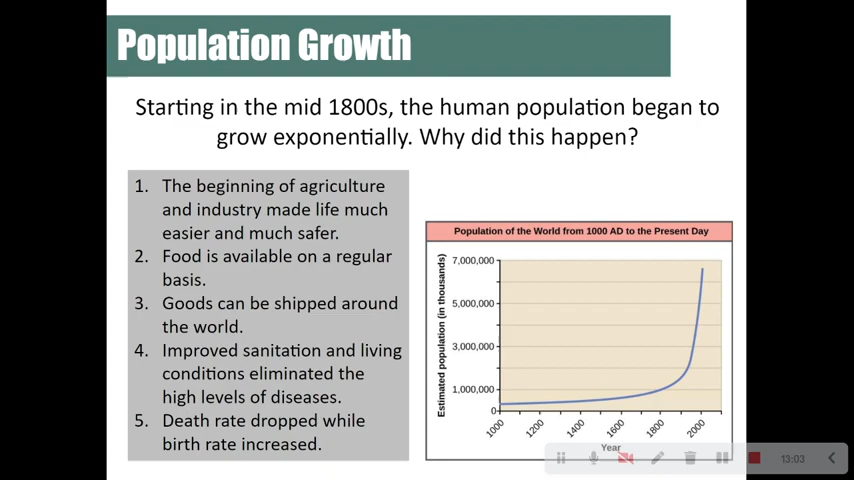 Population Growth
Starting in the mid 1800s, the human population began to
grow exponentially. Why did this happen?
1. The beginning of agriculture
and industry made life much
easier and much safer.
2. Food is available on a regular
basis.
3. Goods can be shipped around
the world.
4. Improved sanitation and living
conditions eliminated the
high levels of diseases.
5. Death rate dropped while
birth rate increased.
Population of the World from 1000 AD to the Present Day
Estimated population (in thousands)
7,000,000
5,000,000
3,000,000
1,000,000
0
1000
1200
1400
1600
1800
2000
Year
13:03